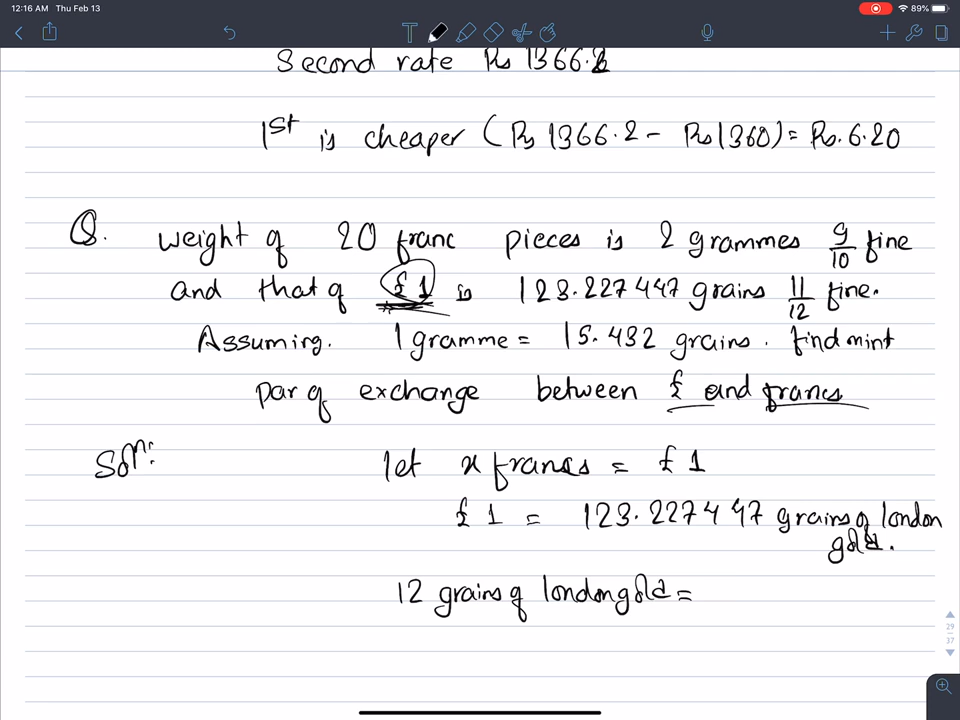 12:16 AM Thu Feb 13
89%
Second rate Rs 1366.2
1st is cheaper (Rs 1366.2 - Rs 1360) = Rs. 6.20
Q. weight of 20 franc pieces is 2 grammes 9/10 fine
and that of £1 is 123.227447 grains 11/12 fine.
Assuming. 1 gramme = 15.432 grains. find mint
par of exchange between £ and francs
Soln: let x francs = £1
£1 = 123.227447 grains of london
gold.
12 grains of london gold =
29
37